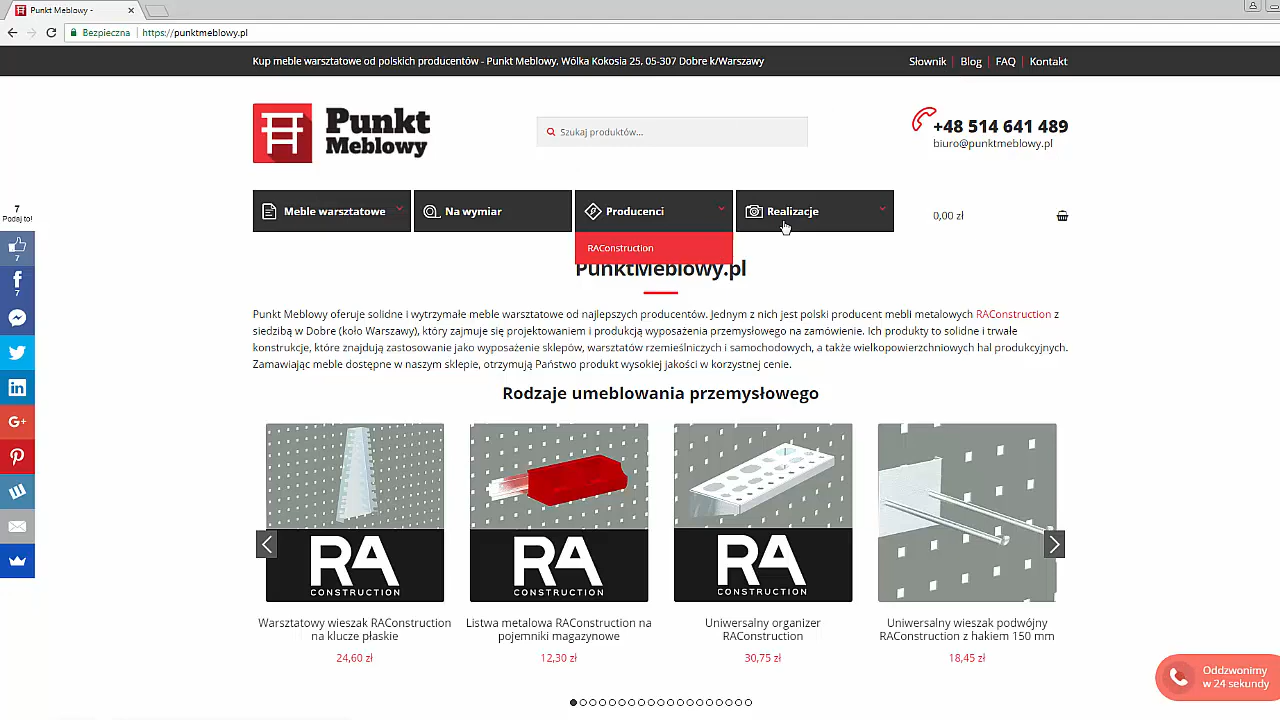 Punkt Meblowy -
Bezpieczna
https://punktmeblowy.pl
Kup meble warsztatowe od polskich producentów - Punkt Meblowy, Wólka Kokosia 25, 05-307 Dobre k/Warszawy
Słownik
Blog
FAQ
Kontakt
Punkt
Meblowy
Szukaj produktów...
+48 514 641 489
biuro@punktmeblowy.pl
Meble warsztatowe
Na wymiar
Producenci
Realizacje
0,00 zł
RAConstruction
7
Podaj to!
7
7
PunktMeblowy.pl
Punkt Meblowy oferuje solidne i wytrzymałe meble warsztatowe od najlepszych producentów. Jednym z nich jest polski producent mebli metalowych RAConstruction z
siedzibą w Dobre (koło Warszawy), który zajmuje się projektowaniem i produkcją wyposażenia przemysłowego na zamówienie. Ich produkty to solidne i trwałe
konstrukcje, które znajdują zastosowanie jako wyposażenie sklepów, warsztatów rzemieślniczych i samochodowych, a także wielkopowierzchniowych hal produkcyjnych.
Zamawiając meble dostępne w naszym sklepie, otrzymują Państwo produkt wysokiej jakości w korzystnej cenie.
Rodzaje umeblowania przemysłowego
RA
CONSTRUCTION
RA
CONSTRUCTION
RA
CONSTRUCTION
Warsztatowy wieszak RAConstruction
na klucze płaskie
24,60 zł
Listwa metalowa RAConstruction na
pojemniki magazynowe
12,30 zł
Uniwersalny organizer
RAConstruction
30,75 zł
Uniwersalny wieszak podwójny
RAConstruction z hakiem 150 mm
18,45 zł
Oddzwonimy
w 24 sekundy